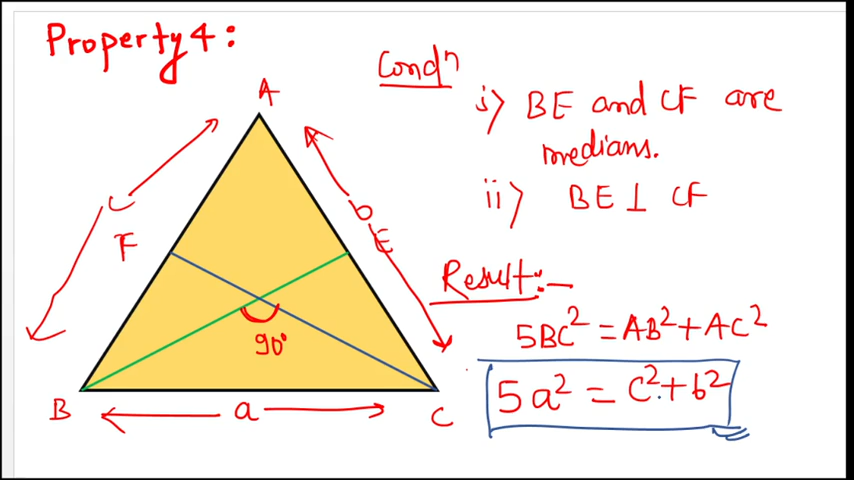 Property 4 :
Condⁿ
i) BE and CF are
medians.
ii) BE ⊥ CF
A
c
b
F
E
90°
B
a
C
Result:-
5BC² = AB² + AC²
5a² = c² + b²